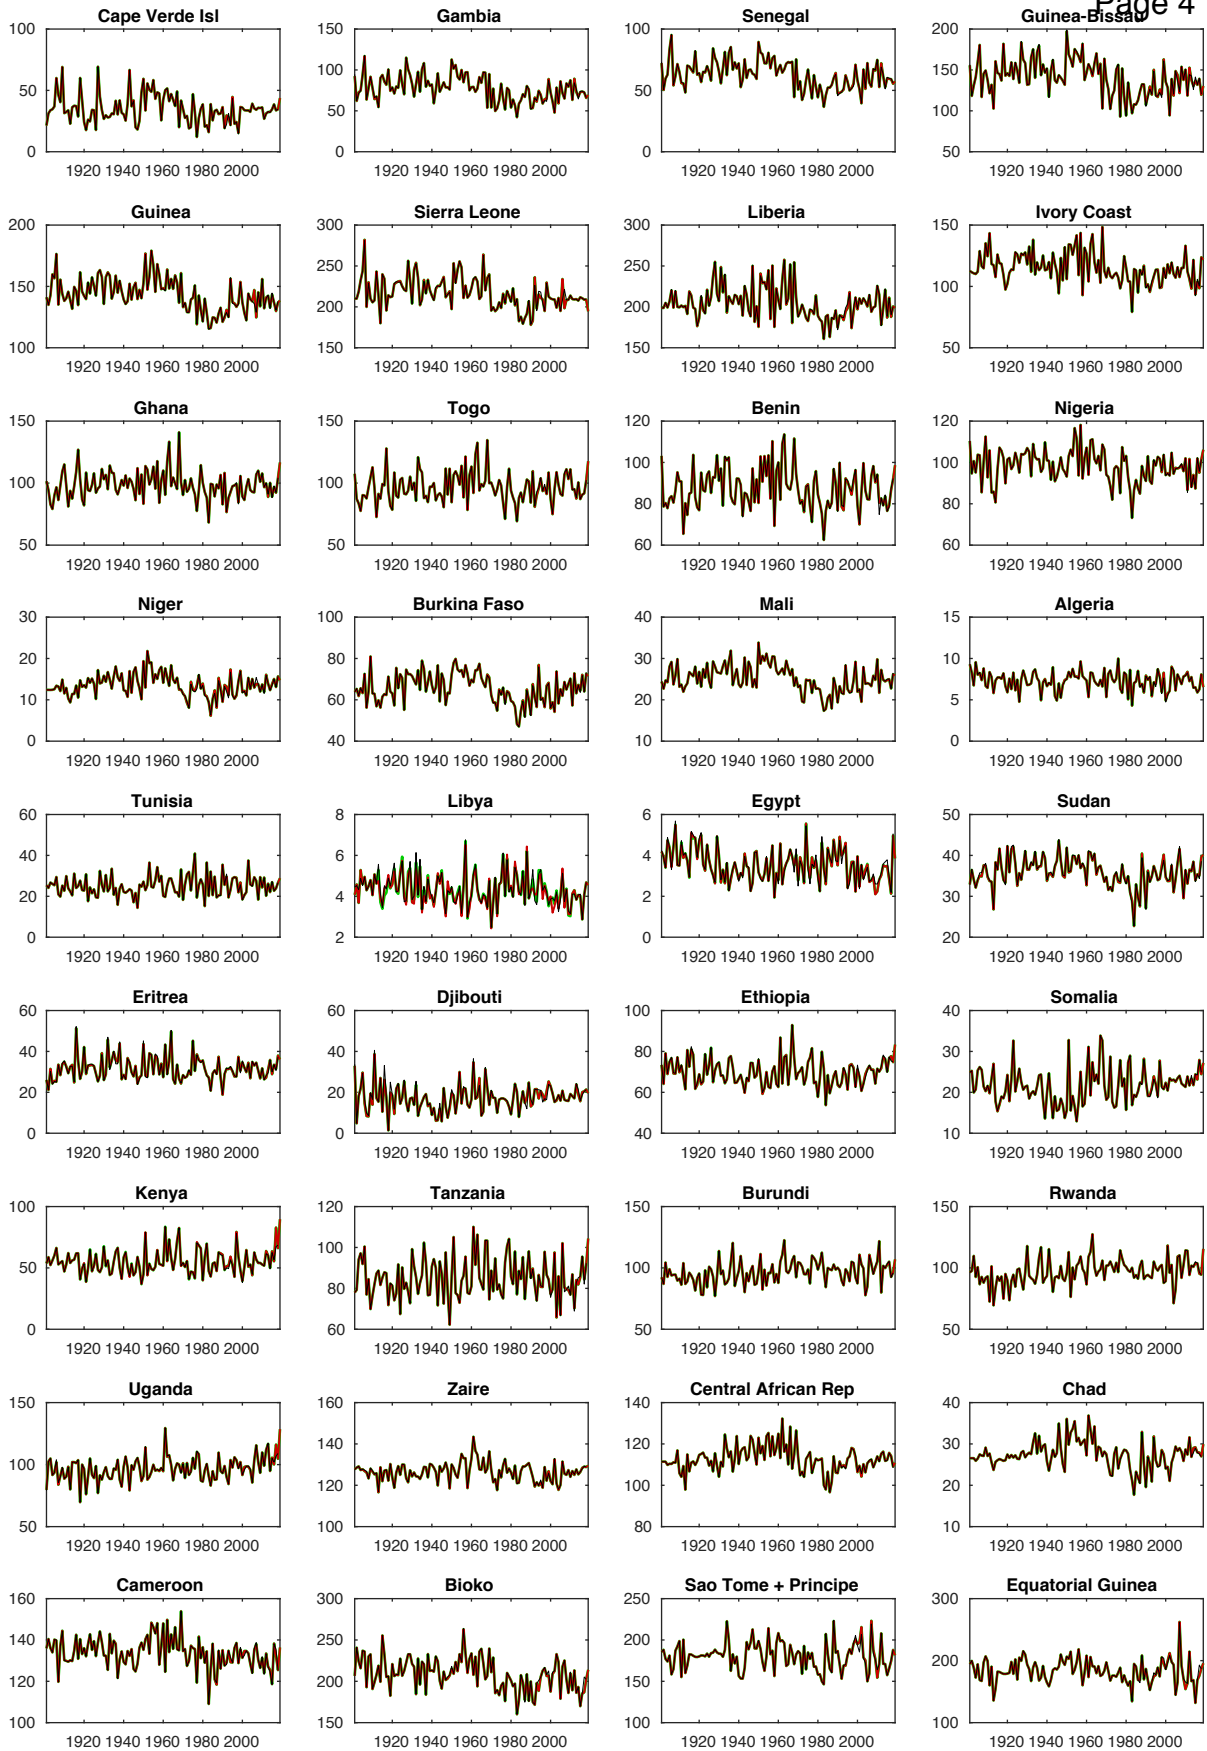 Page 4
Cape Verde Isl Gambia Senegal Guinea-Bissau
100 150 100 200
50 100 50 150
50 100
0 0 0 50
1920 1940 1960 1980 2000 1920 1940 1960 1980 2000 1920 1940 1960 1980 2000 1920 1940 1960 1980 2000
Guinea Sierra Leone Liberia Ivory Coast
200 300 300 150
250 250
150 200 200 100
100 150 150 50
1920 1940 1960 1980 2000 1920 1940 1960 1980 2000 1920 1940 1960 1980 2000 1920 1940 1960 1980 2000
Ghana Togo Benin Nigeria
150 150 120 120
100 100 100 100
80 80
50 50 60 60
1920 1940 1960 1980 2000 1920 1940 1960 1980 2000 1920 1940 1960 1980 2000 1920 1940 1960 1980 2000
Niger Burkina Faso Mali Algeria
30 100 40 15
20 80 30 10
10 60 20 5
0 40 10 0
1920 1940 1960 1980 2000 1920 1940 1960 1980 2000 1920 1940 1960 1980 2000 1920 1940 1960 1980 2000
Tunisia Libya Egypt Sudan
60 8 6 50
40 6 4 40
20 4 2 30
0 2 0 20
1920 1940 1960 1980 2000 1920 1940 1960 1980 2000 1920 1940 1960 1980 2000 1920 1940 1960 1980 2000
Eritrea Djibouti Ethiopia Somalia
60 60 100 40
40 40 80 30
20 20 60 20
0 0 40 10
1920 1940 1960 1980 2000 1920 1940 1960 1980 2000 1920 1940 1960 1980 2000 1920 1940 1960 1980 2000
Kenya Tanzania Burundi Rwanda
100 120 150 150
50 100 100 100
80
0 60 50 50
1920 1940 1960 1980 2000 1920 1940 1960 1980 2000 1920 1940 1960 1980 2000 1920 1940 1960 1980 2000
Uganda Zaire Central African Rep Chad
150 160 140 40
100 140 120 30
120 100 20
50 100 80 10
1920 1940 1960 1980 2000 1920 1940 1960 1980 2000 1920 1940 1960 1980 2000 1920 1940 1960 1980 2000
Cameroon Bioko Sao Tome + Principe Equatorial Guinea
160 300 250 300
140 250 200 200
120 200 150
100 150 100 100
1920 1940 1960 1980 2000 1920 1940 1960 1980 2000 1920 1940 1960 1980 2000 1920 1940 1960 1980 2000